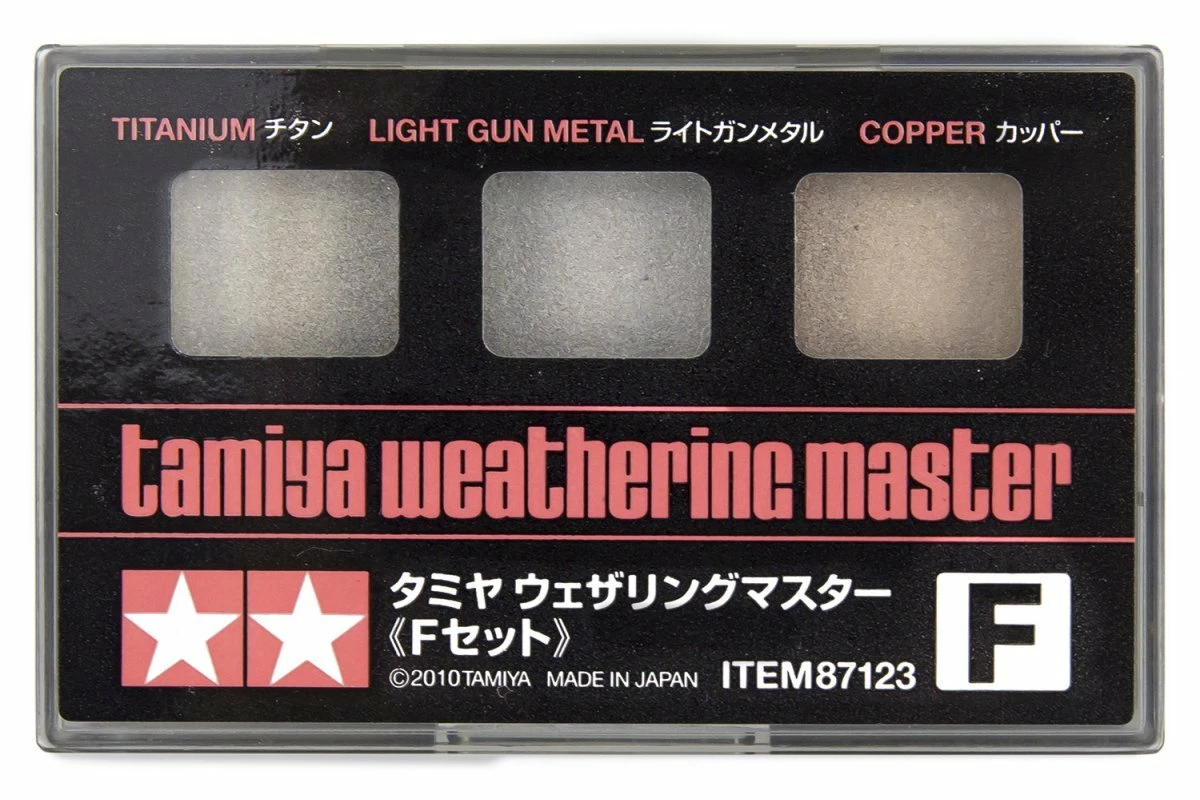 TITANIUM チタン LIGHT GUN METAL ライトガンメタル COPPER カッパー
tamiya weathering master
タミヤ ウェザリングマスター
《Fセット》
©2010TAMIYA MADE IN JAPAN ITEM87123
F